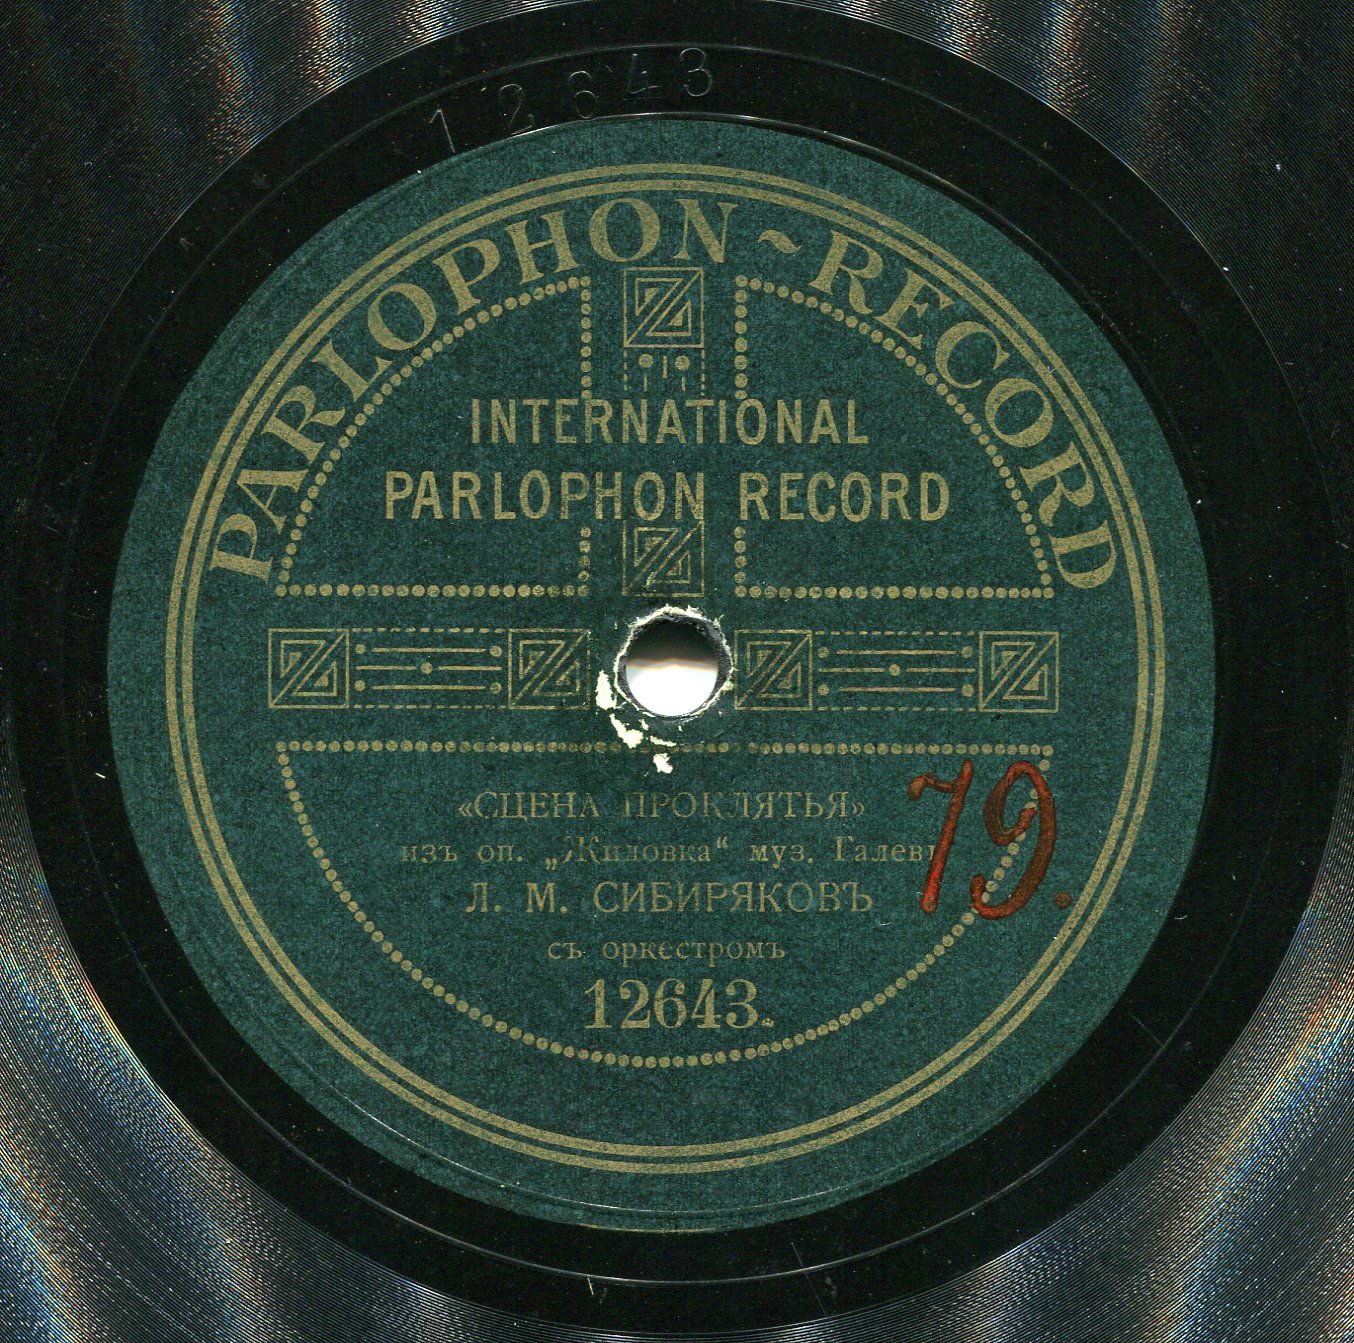 12643
PARLOPHON ~ RECORD
INTERNATIONAL
PARLOPHON RECORD
«СЦЕНА ПРОКЛЯТЬЯ»
изъ оп. „Жидовка“ муз. Галеви
Л. М. СИБИРЯКОВЪ
съ оркестромъ
12643.
79.